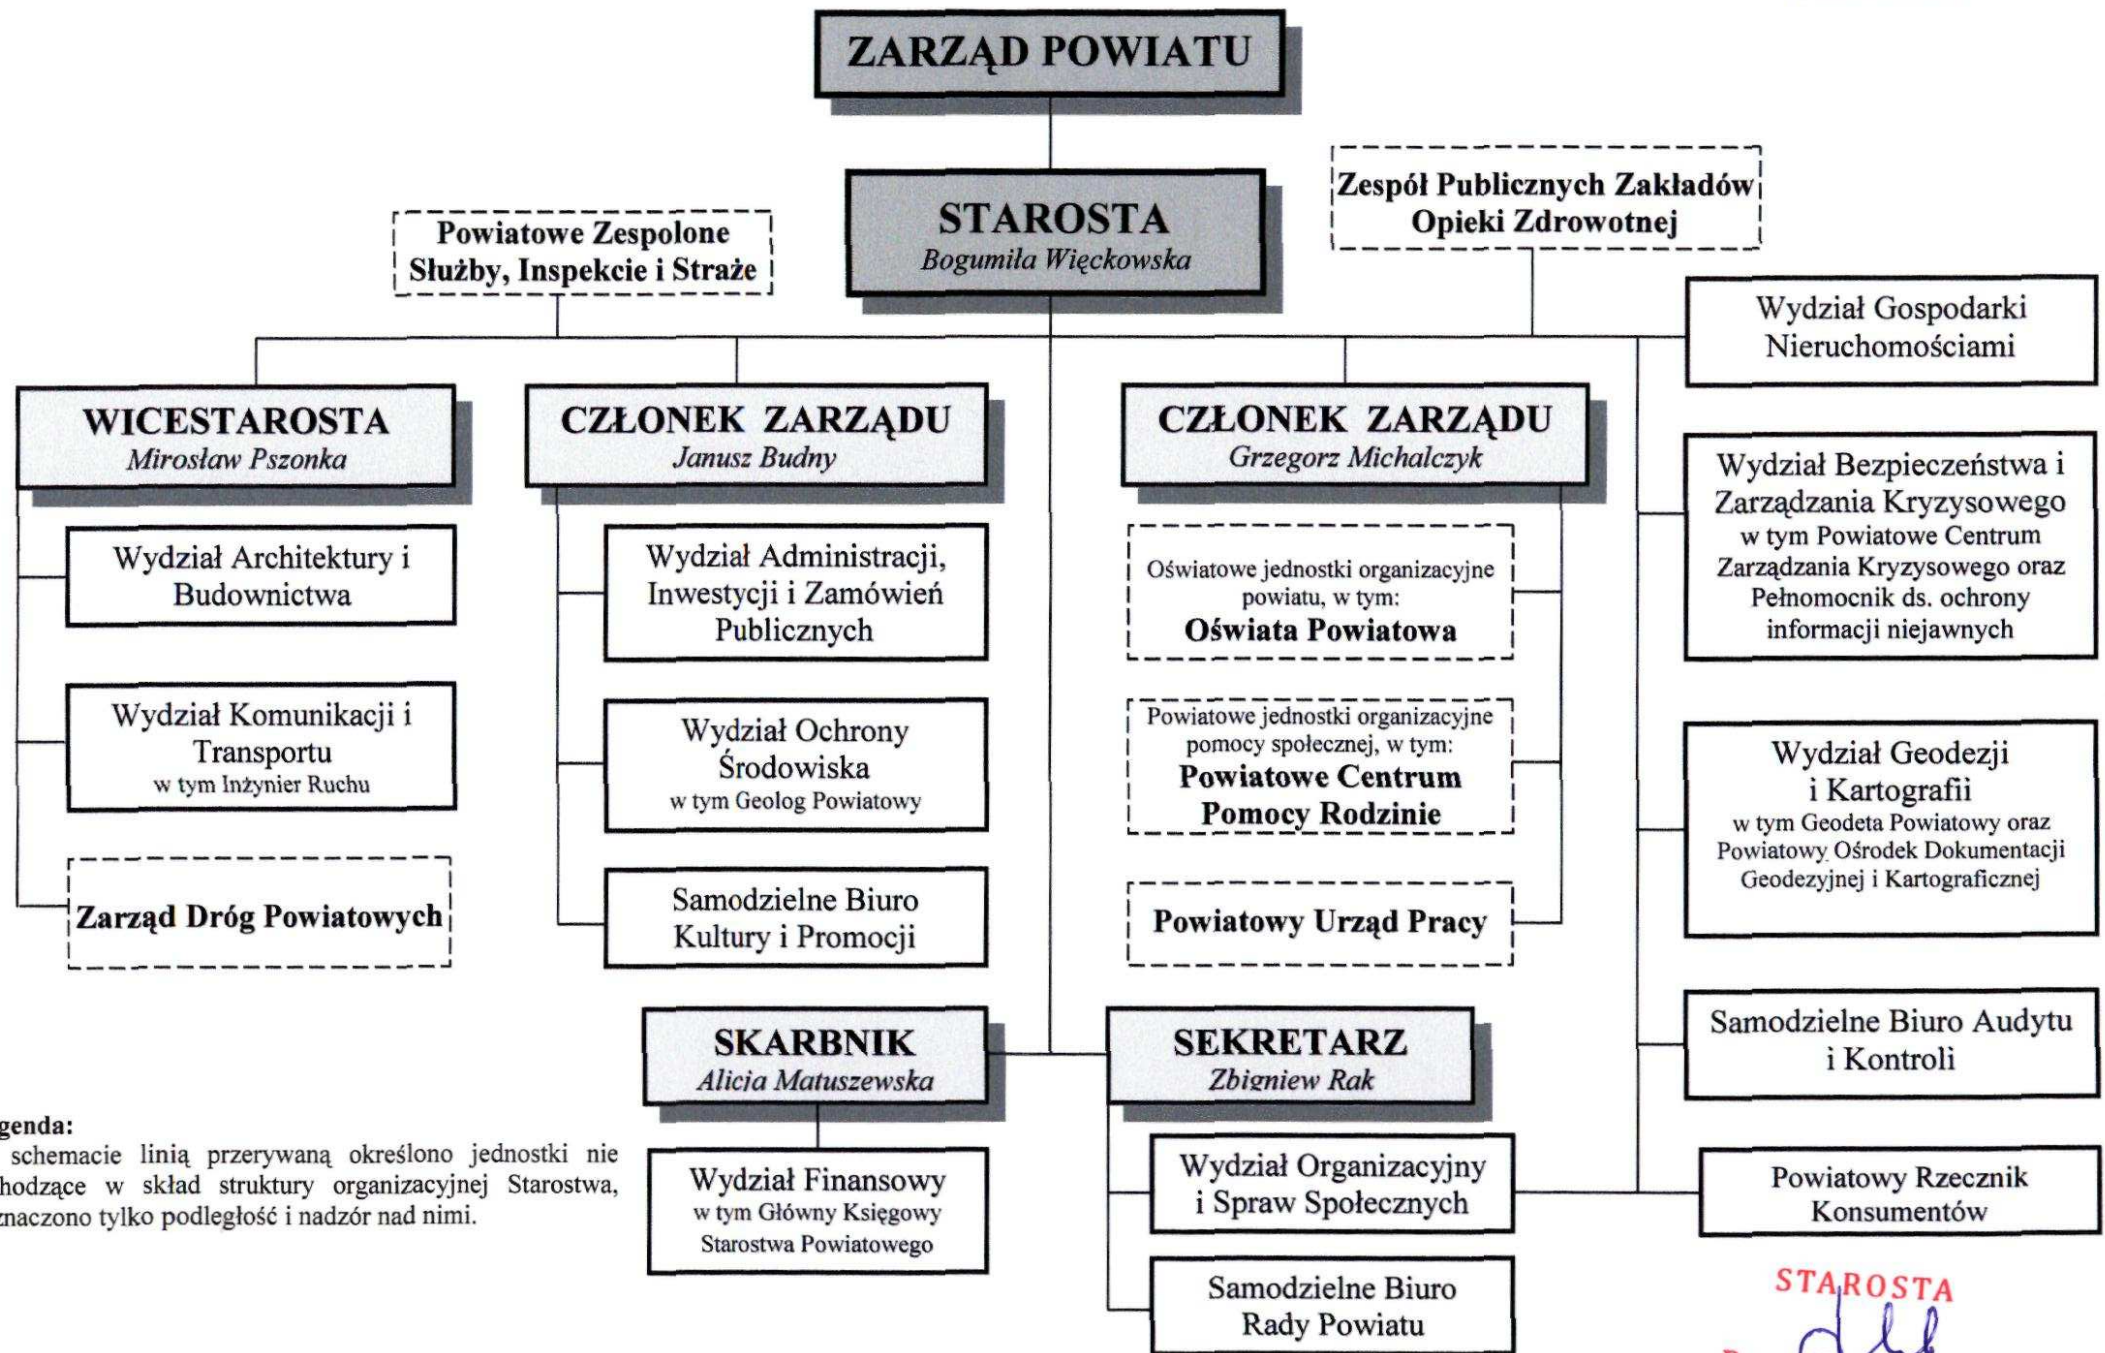 ZARZĄD POWIATU
STAROSTA
Bogumiła Więckowska
Powiatowe Zespolone
Służby, Inspekcie i Straże
Zespół Publicznych Zakładów
Opieki Zdrowotnej
WICESTAROSTA
Mirosław Pszonka
Wydział Architektury i
Budownictwa
Wydział Komunikacji i
Transportu
w tym Inżynier Ruchu
Zarząd Dróg Powiatowych
CZŁONEK ZARZĄDU
Janusz Budny
Wydział Administracji,
Inwestycji i Zamówień
Publicznych
Wydział Ochrony
Środowiska
w tym Geolog Powiatowy
Samodzielne Biuro
Kultury i Promocji
CZŁONEK ZARZĄDU
Grzegorz Michalczyk
Oświatowe jednostki organizacyjne
powiatu, w tym:
Oświata Powiatowa
Powiatowe jednostki organizacyjne
pomocy społecznej, w tym:
Powiatowe Centrum
Pomocy Rodzinie
Powiatowy Urząd Pracy
Wydział Gospodarki
Nieruchomościami
Wydział Bezpieczeństwa i
Zarządzania Kryzysowego
w tym Powiatowe Centrum
Zarządzania Kryzysowego oraz
Pełnomocnik ds. ochrony
informacji niejawnych
Wydział Geodezji
i Kartografii
w tym Geodeta Powiatowy oraz
Powiatowy Ośrodek Dokumentacji
Geodezyjnej i Kartograficznej
Samodzielne Biuro Audytu
i Kontroli
Powiatowy Rzecznik
Konsumentów
SKARBNIK
Alicia Matuszewska
Wydział Finansowy
w tym Główny Księgowy
Starostwa Powiatowego
SEKRETARZ
Zbigniew Rak
Wydział Organizacyjny
i Spraw Społecznych
Samodzielne Biuro
Rady Powiatu
genda:
schemacie linią przerywaną określono jednostki nie
hodzące w skład struktury organizacyjnej Starostwa,
znaczono tylko podległość i nadzór nad nimi.
STAROSTA